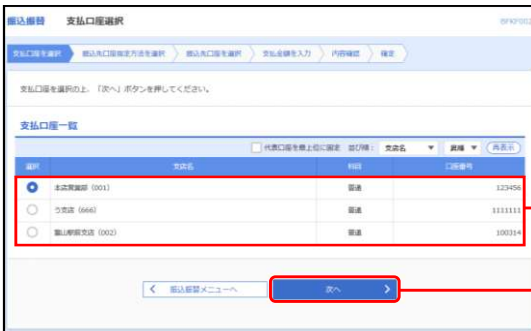 振込振替 支払口座選択
支払口座を選択 振込先口座指定方法を選択 振込先口座を選択 支払金額を入力 内容確認 確定
支払口座を選択の上、「次へ」ボタンを押してください。
支払口座一覧
代表口座を最上位に固定 並び順： 支店名 昇順 再表示
選択 支店名 科目 口座番号
本店営業部（001） 普通 123456
う支店（666） 普通 1111111
富山駅前支店（002） 普通 100314
振込振替メニューへ 次へ